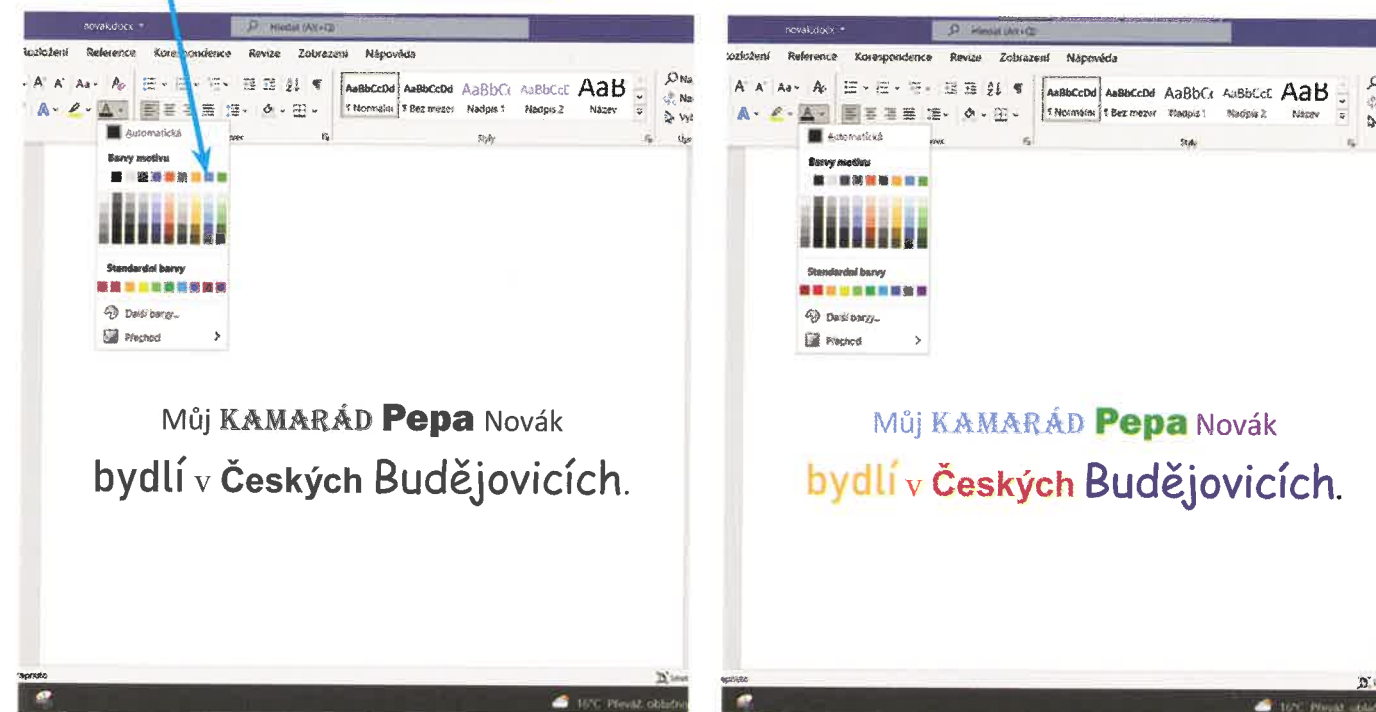 novak.docx
Hledat (Alt+Q)
Rozložení Reference Korespondence Revize Zobrazení Nápověda
AaBbCcDd AaBbCcDd AaBbCc AaBbCcC AaB
¶ Normální ¶ Bez mezer Nadpis 1 Nadpis 2 Název
Styly
Automatická
Barvy motivu
Standardní barvy
Další barvy...
Přechod
Můj KAMARÁD Pepa Novák
bydlí v Českých Budějovicích.
16°C
novak.docx
Hledat (Alt+Q)
Rozložení Reference Korespondence Revize Zobrazení Nápověda
AaBbCcDd AaBbCcDd AaBbCc AaBbCcC AaB
¶ Normální ¶ Bez mezer Nadpis 1 Nadpis 2 Název
Styly
Automatická
Barvy motivu
Standardní barvy
Další barvy...
Přechod
Můj KAMARÁD Pepa Novák
bydlí v Českých Budějovicích.
16°C